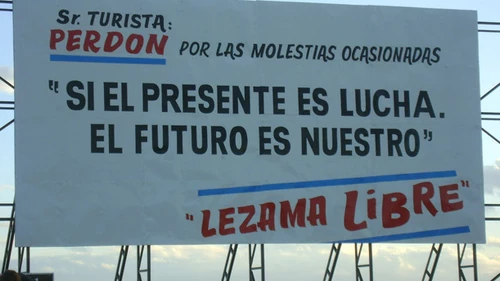 Sr. TURISTA:
PERDON POR LAS MOLESTIAS OCASIONADAS
"SI EL PRESENTE ES LUCHA.
EL FUTURO ES NUESTRO"
"LEZAMA LiBRE"